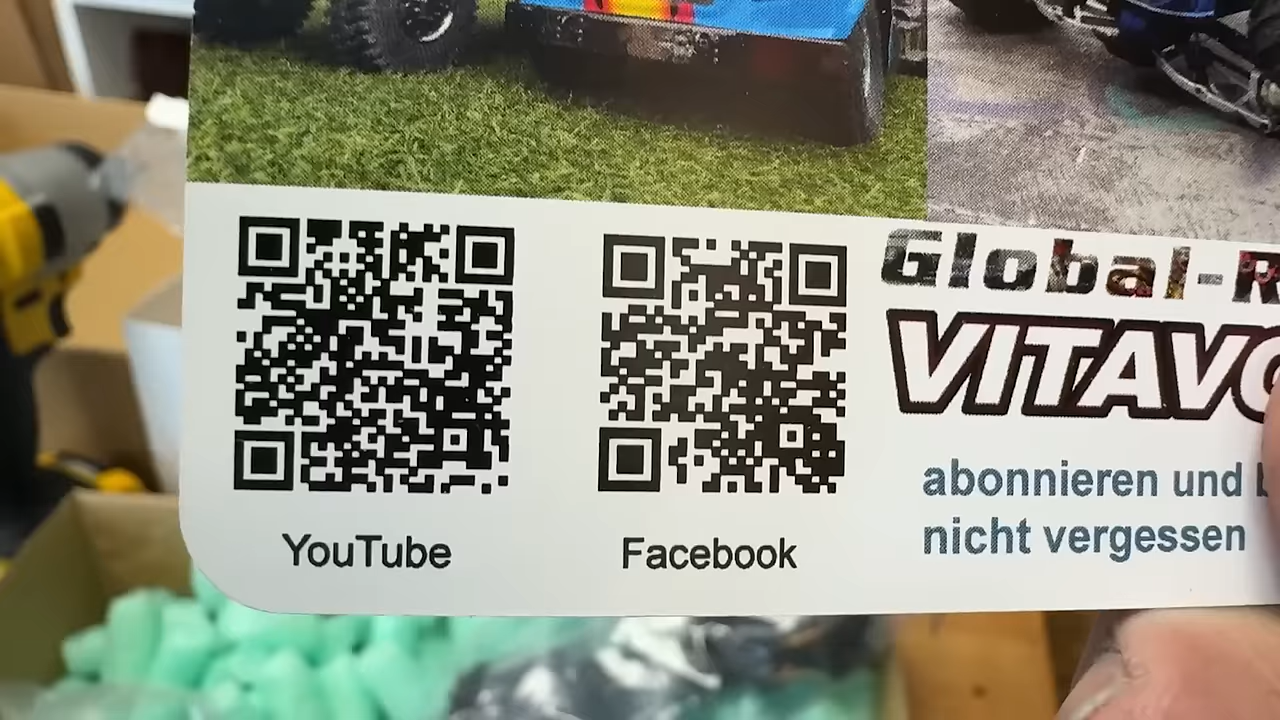 Global-R
VITAVO
abonnieren und
nicht vergessen
YouTube
Facebook